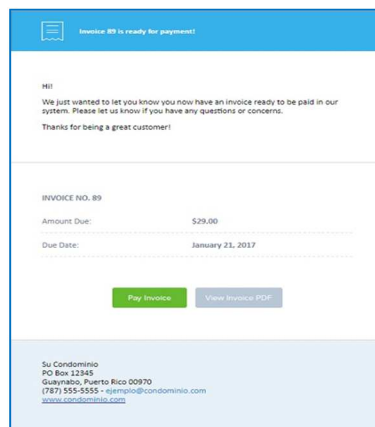 Invoice 89 is ready for payment!
Hi!
We just wanted to let you know you now have an invoice ready to be paid in our
system. Please let us know if you have any questions or concerns.
Thanks for being a great customer!
INVOICE NO. 89
Amount Due: $29.00
Due Date: January 21, 2017
Pay Invoice View Invoice PDF
Su Condominio
PO Box 12345
Guaynabo, Puerto Rico 00970
(787) 555-5555 - ejemplo@condominio.com
www.condominio.com